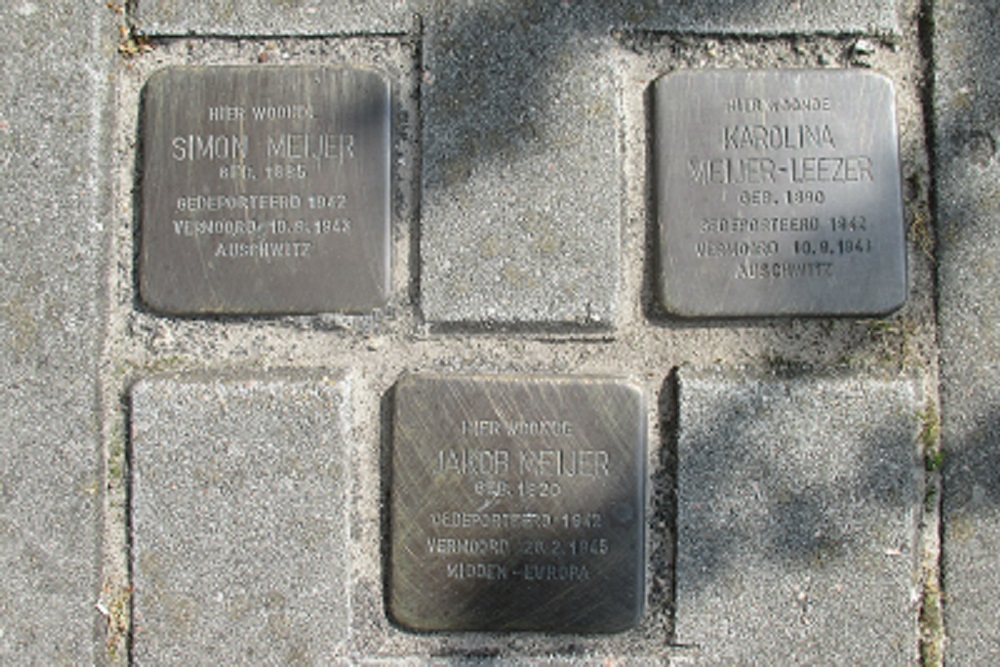 HIER WOONDE
SIMON MEIJER
GEB. 1885
GEDEPORTEERD 1942
VERMOORD 10.9.1943
AUSCHWITZ
HIER WOONDE
KAROLINA
MEIJER-LEEZER
GEB. 1890
GEDEPORTEERD 1942
VERMOORD 10.9.1943
AUSCHWITZ
HIER WOONDE
JAKOB MEIJER
GEB. 1920
GEDEPORTEERD 1942
VERMOORD 28.2.1945
MIDDEN-EUROPA